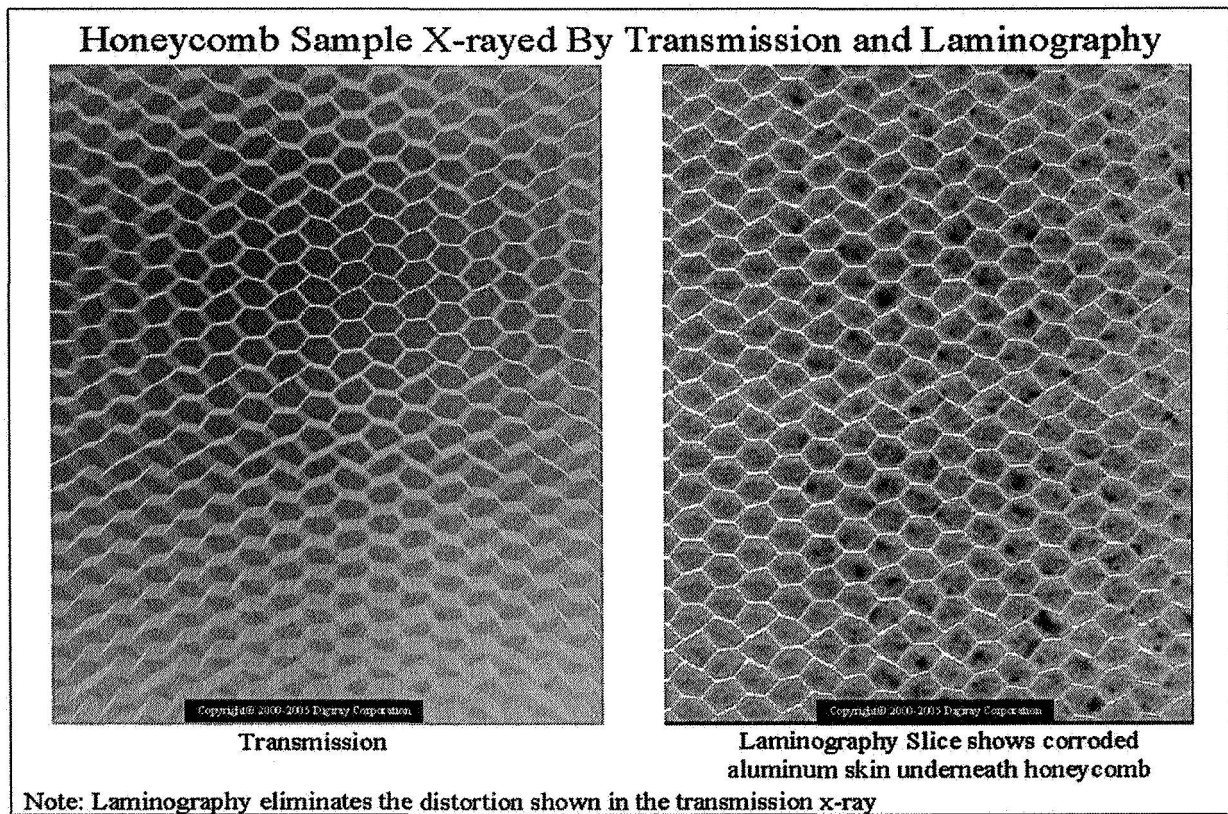 Honeycomb Sample X-rayed By Transmission and Laminography
Copyright© 2000-2005 Digiray Corporation
Copyright© 2000-2005 Digiray Corporation
Transmission
Laminography Slice shows corroded
aluminum skin underneath honeycomb
Note: Laminography eliminates the distortion shown in the transmission x-ray